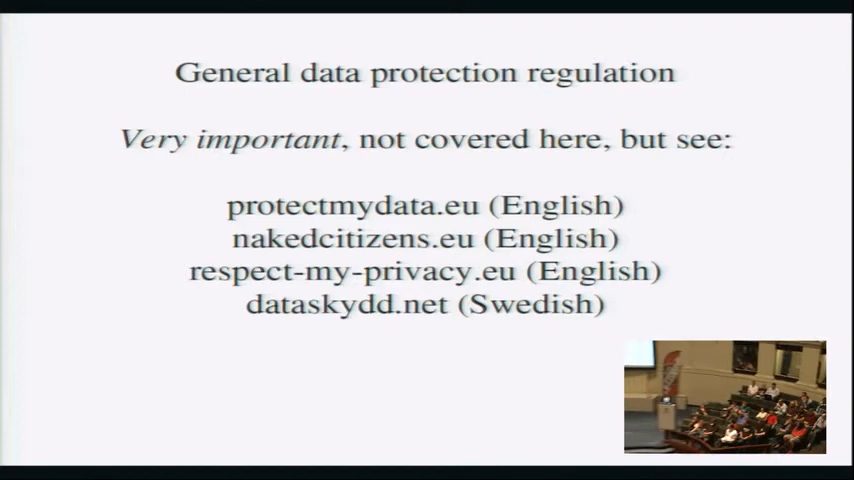 General data protection regulation
Very important, not covered here, but see:
protectmydata.eu (English)
nakedcitizens.eu (English)
respect-my-privacy.eu (English)
dataskydd.net (Swedish)